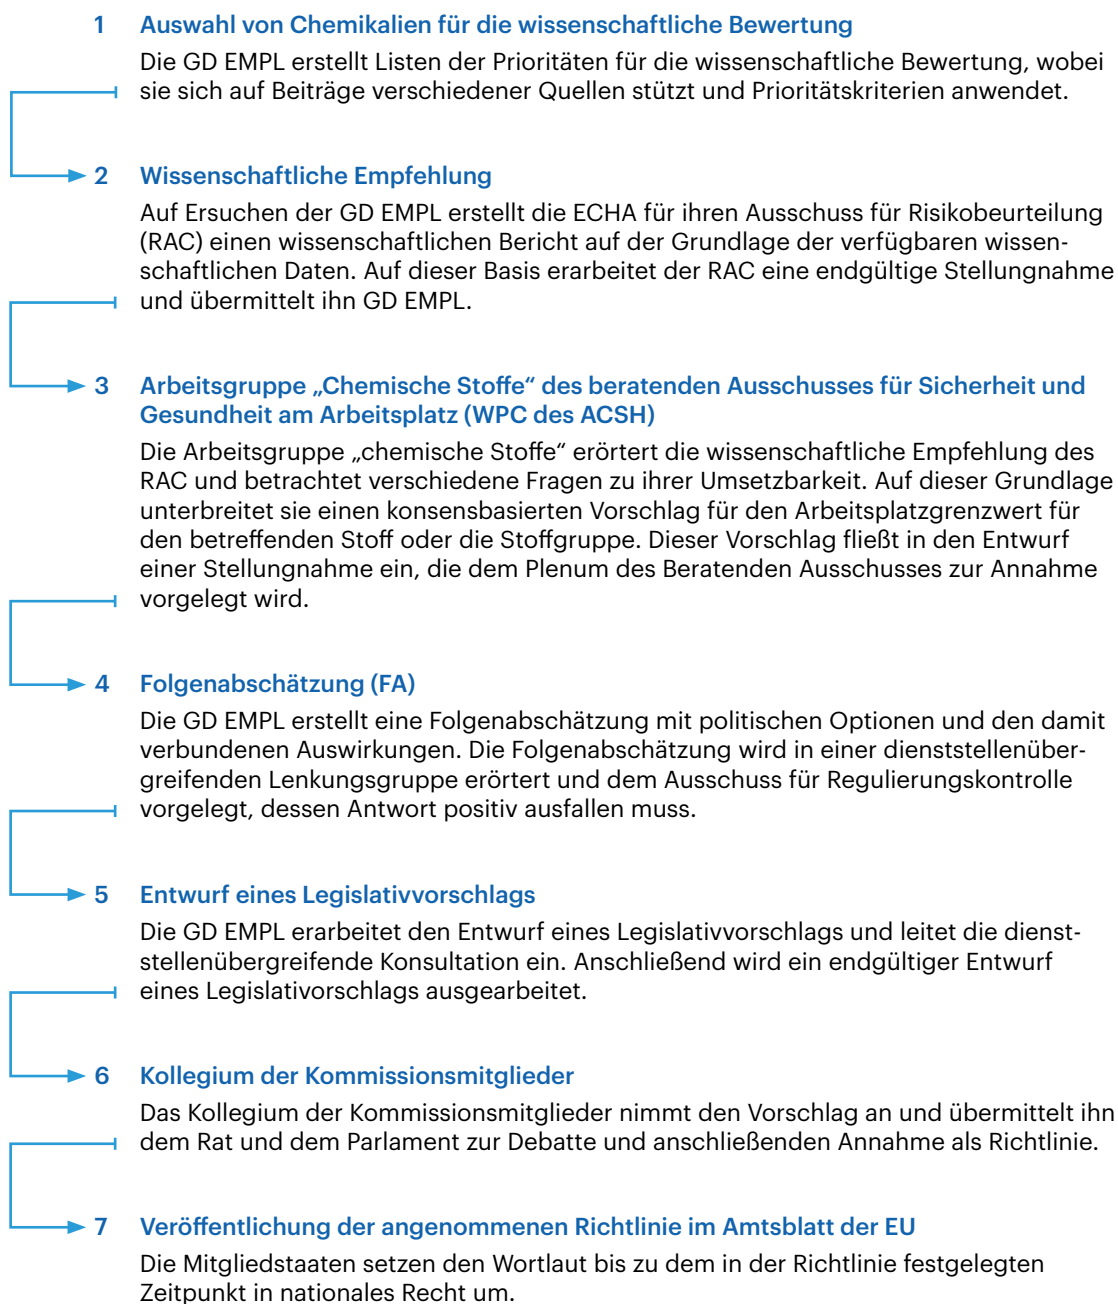 1 Auswahl von Chemikalien für die wissenschaftliche Bewertung
Die GD EMPL erstellt Listen der Prioritäten für die wissenschaftliche Bewertung, wobei
sie sich auf Beiträge verschiedener Quellen stützt und Prioritätskriterien anwendet.
2 Wissenschaftliche Empfehlung
Auf Ersuchen der GD EMPL erstellt die ECHA für ihren Ausschuss für Risikobeurteilung
(RAC) einen wissenschaftlichen Bericht auf der Grundlage der verfügbaren wissen-
schaftlichen Daten. Auf dieser Basis erarbeitet der RAC eine endgültige Stellungnahme
und übermittelt ihn GD EMPL.
3 Arbeitsgruppe „Chemische Stoffe“ des beratenden Ausschusses für Sicherheit und
Gesundheit am Arbeitsplatz (WPC des ACSH)
Die Arbeitsgruppe „chemische Stoffe“ erörtert die wissenschaftliche Empfehlung des
RAC und betrachtet verschiedene Fragen zu ihrer Umsetzbarkeit. Auf dieser Grundlage
unterbreitet sie einen konsensbasierten Vorschlag für den Arbeitsplatzgrenzwert für
den betreffenden Stoff oder die Stoffgruppe. Dieser Vorschlag fließt in den Entwurf
einer Stellungnahme ein, die dem Plenum des Beratenden Ausschusses zur Annahme
vorgelegt wird.
4 Folgenabschätzung (FA)
Die GD EMPL erstellt eine Folgenabschätzung mit politischen Optionen und den damit
verbundenen Auswirkungen. Die Folgenabschätzung wird in einer dienststellenüber-
greifenden Lenkungsgruppe erörtert und dem Ausschuss für Regulierungskontrolle
vorgelegt, dessen Antwort positiv ausfallen muss.
5 Entwurf eines Legislativvorschlags
Die GD EMPL erarbeitet den Entwurf eines Legislativvorschlags und leitet die dienst-
stellenübergreifende Konsultation ein. Anschließend wird ein endgültiger Entwurf
eines Legislativorschlags ausgearbeitet.
6 Kollegium der Kommissionsmitglieder
Das Kollegium der Kommissionsmitglieder nimmt den Vorschlag an und übermittelt ihn
dem Rat und dem Parlament zur Debatte und anschließenden Annahme als Richtlinie.
7 Veröffentlichung der angenommenen Richtlinie im Amtsblatt der EU
Die Mitgliedstaaten setzen den Wortlaut bis zu dem in der Richtlinie festgelegten
Zeitpunkt in nationales Recht um.